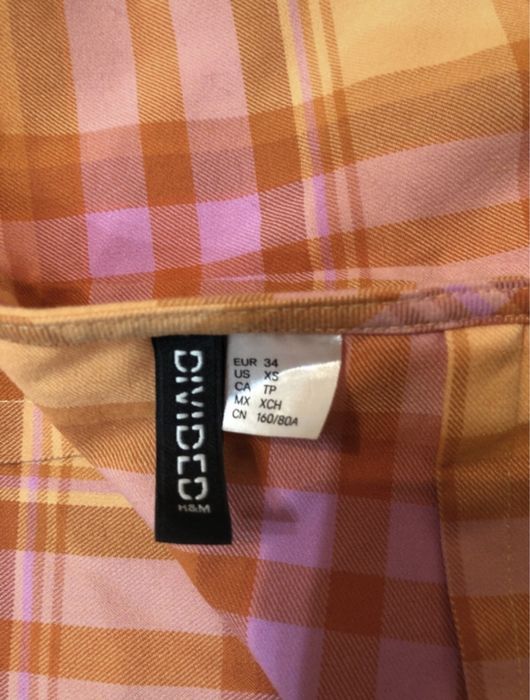 DIVIDED
H&M
EUR 34
US XS
CA TP
MX XCH
CN 160/80A